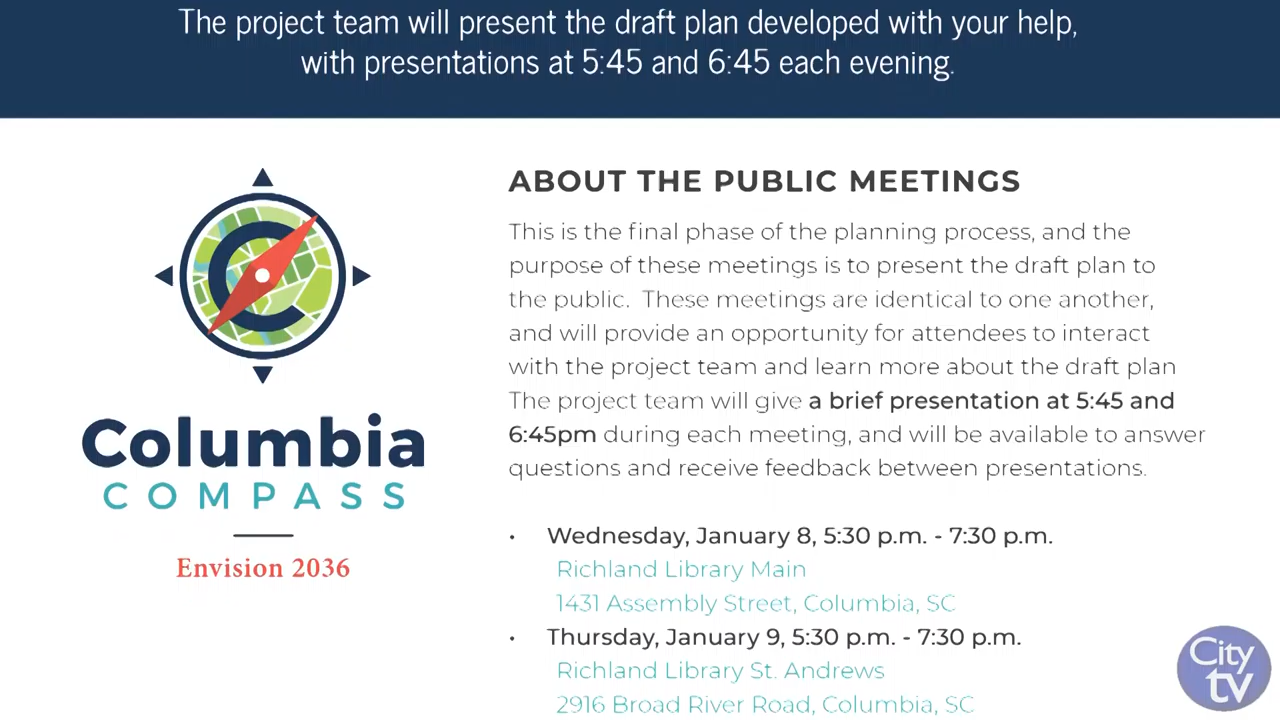 The project team will present the draft plan developed with your help,
with presentations at 5:45 and 6:45 each evening.
Columbia
COMPASS
Envision 2036
ABOUT THE PUBLIC MEETINGS
This is the final phase of the planning process, and the
purpose of these meetings is to present the draft plan to
the public. These meetings are identical to one another,
and will provide an opportunity for attendees to interact
with the project team and learn more about the draft plan
The project team will give a brief presentation at 5:45 and
6:45pm during each meeting, and will be available to answer
questions and receive feedback between presentations.
• Wednesday, January 8, 5:30 p.m. - 7:30 p.m.
Richland Library Main
1431 Assembly Street, Columbia, SC
• Thursday, January 9, 5:30 p.m. - 7:30 p.m.
Richland Library St. Andrews
2916 Broad River Road, Columbia, SC
City
tv